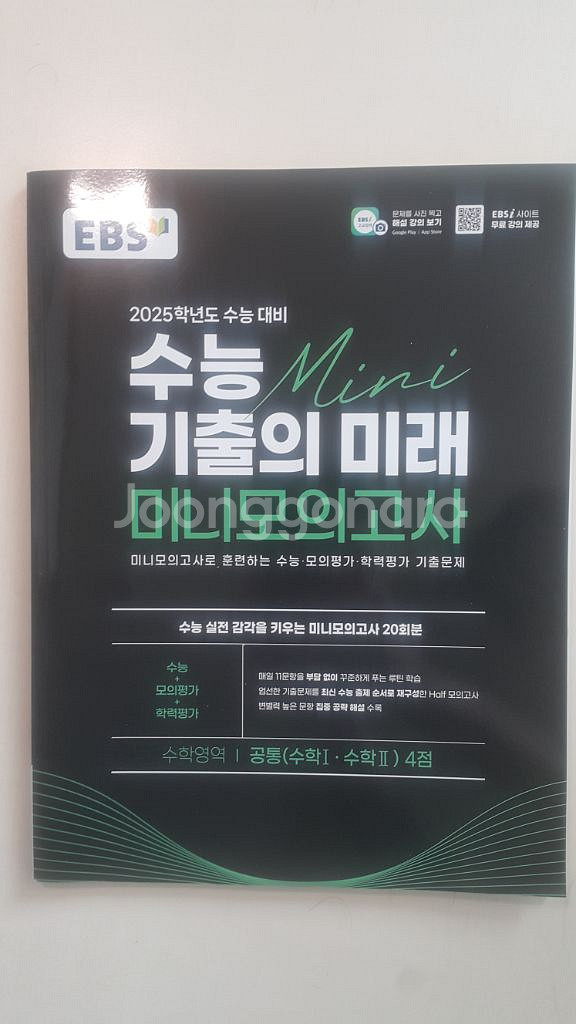 EBS
EBSi
고교강의
문제를 사진 찍고
해설 강의 보기
Google Play | App Store
EBSi 사이트
무료 강의 제공
2025학년도 수능 대비
수능 Mini
기출의 미래
미니모의고사
Joonggonara
미니모의고사로 훈련하는 수능·모의평가·학력평가 기출문제
수능 실전 감각을 키우는 미니모의고사 20회분
수능
+
모의평가
+
학력평가
매일 11문항을 부담 없이 꾸준하게 푸는 루틴 학습
엄선한 기출문제를 최신 수능 출제 순서로 재구성한 Half 모의고사
변별력 높은 문항 집중 공략 해설 수록
수학영역 | 공통(수학Ⅰ·수학Ⅱ) 4점